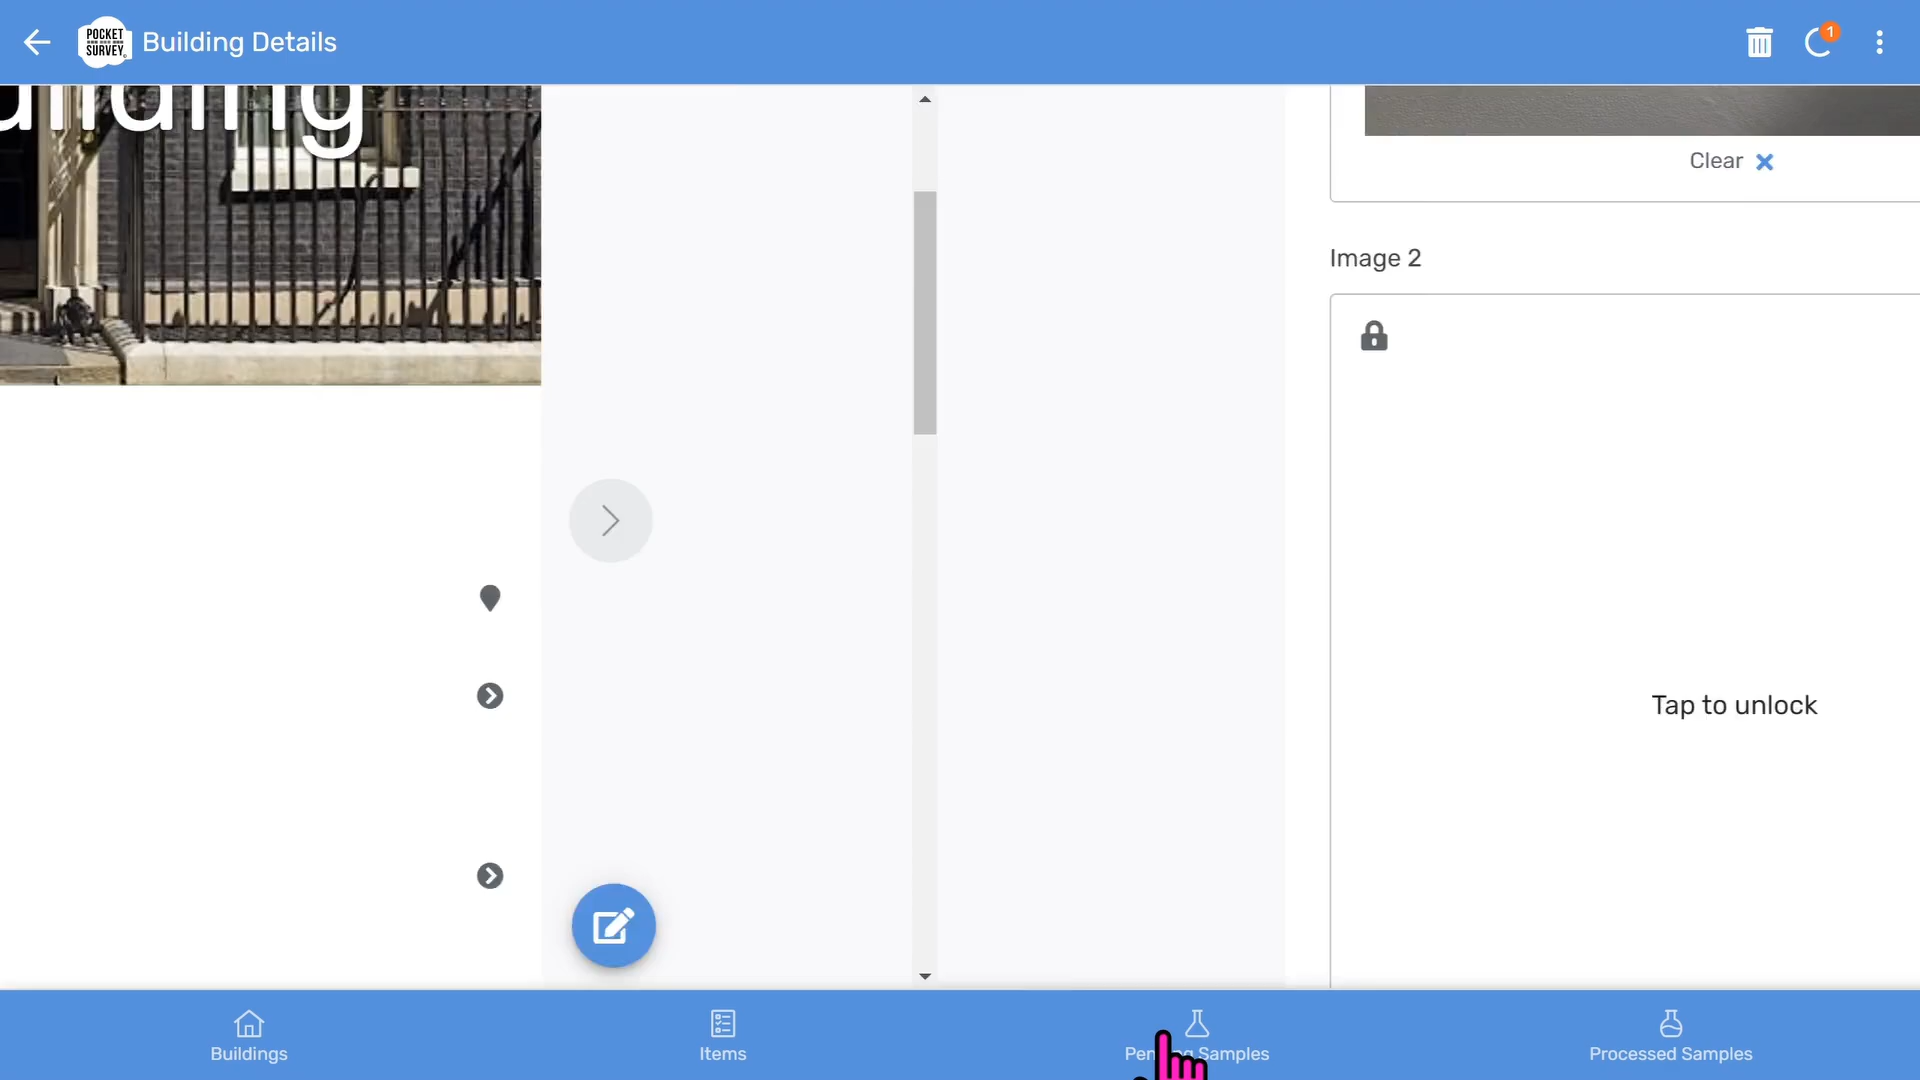 POCKET
SURVEY
Building Details
1
Clear
Image 2
Tap to unlock
Buildings
Items
Samples
Processed Samples